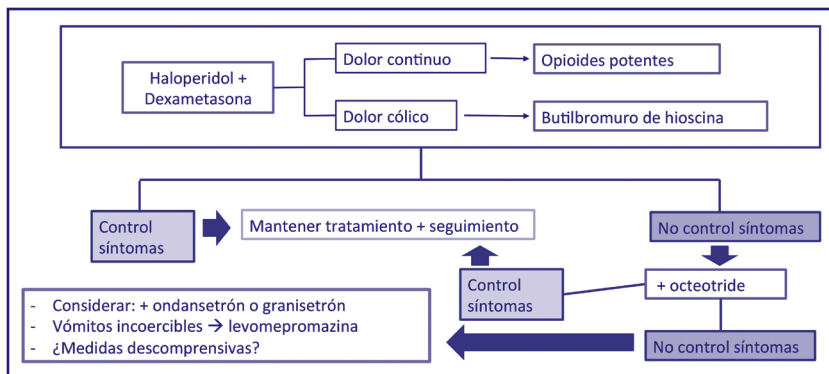 Haloperidol +
Dexametasona
Dolor continuo
Opioides potentes
Dolor cólico
Butilbromuro de hioscina
Control
síntomas
Mantener tratamiento + seguimiento
No control síntomas
Control
síntomas
+ octeotride
- Considerar: + ondansetrón o granisetrón
- Vómitos incoercibles → levomepromazina
- ¿Medidas descomprensivas?
No control síntomas